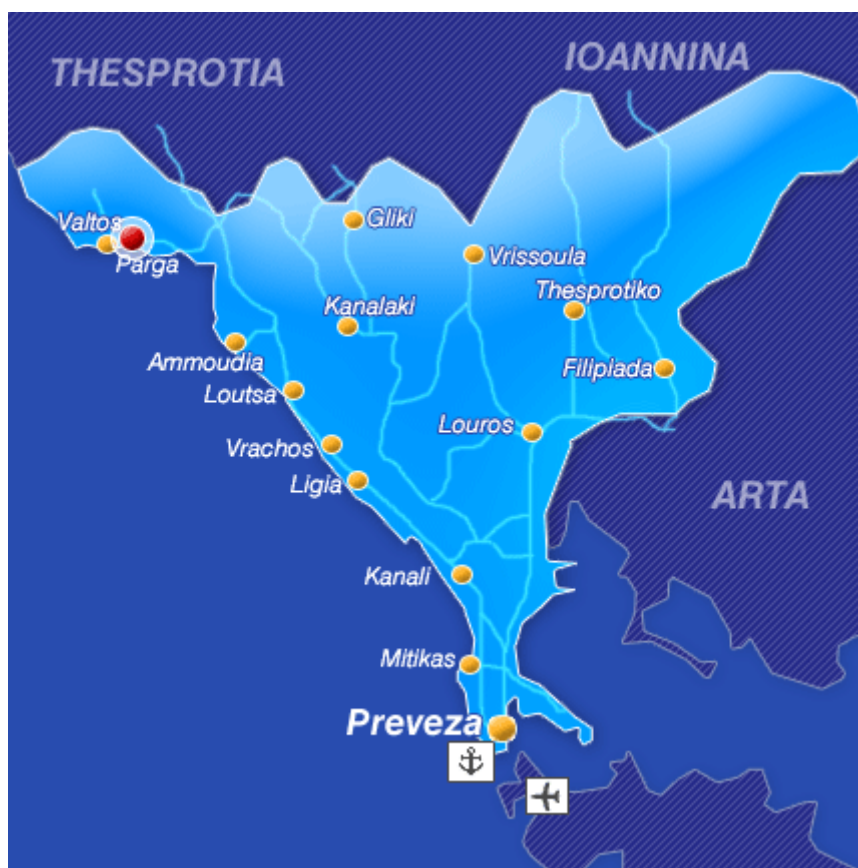 THESPROTIA
IOANNINA
Valtos
Gliki
Parga
Vrissoula
Thesprotiko
Kanalaki
Ammoudia
Filipiada
Loutsa
Louros
Vrachos
Ligia
ARTA
Kanali
Mitikas
Preveza